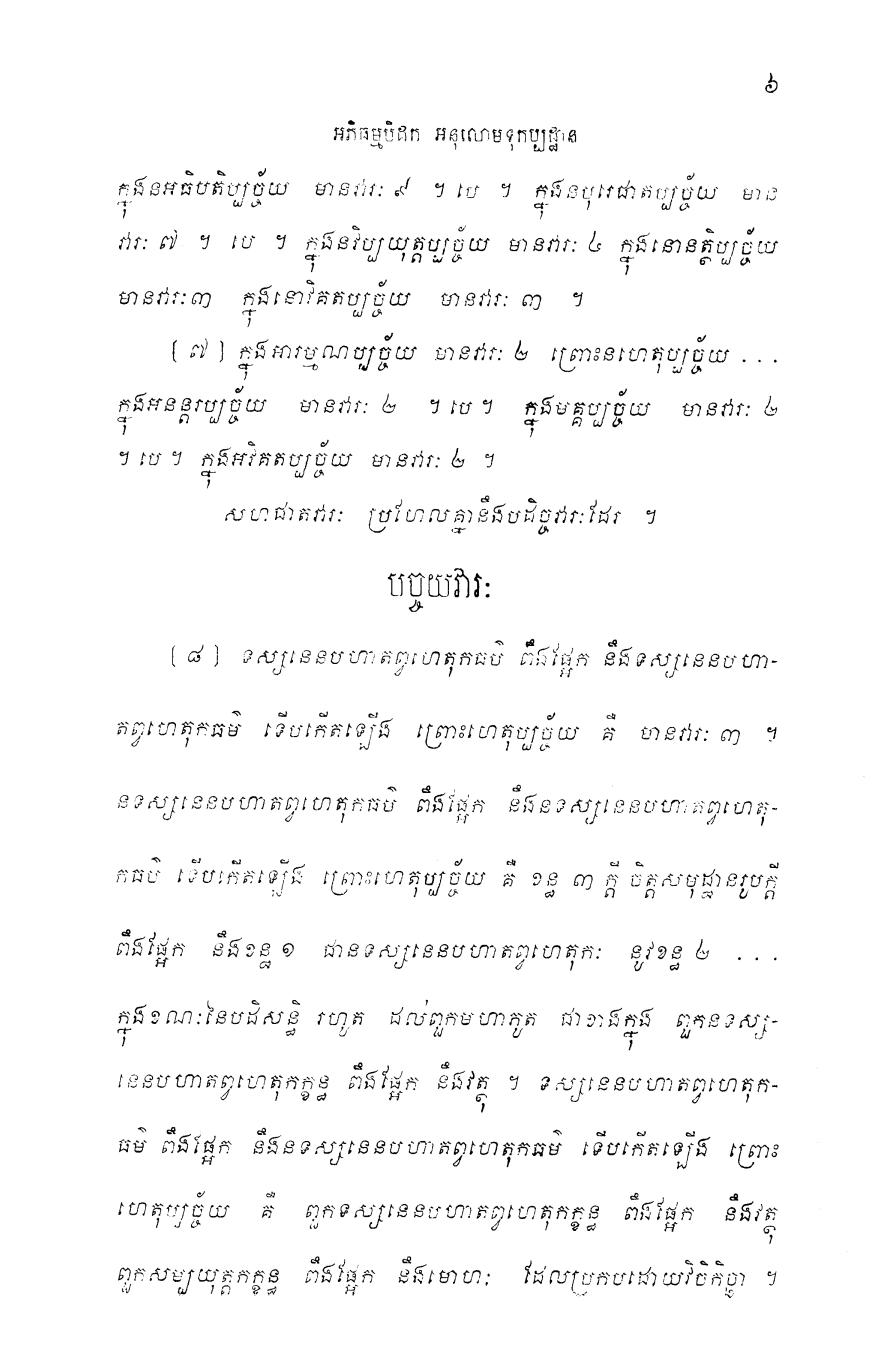 ៦
អភិធម្មបិដក អនុលោមទុកប្បដ្ឋាន
ក្នុងនអធិបតិប្បច្ច័យ មានវារៈ ៩ ។ បេ ។ ក្នុងនបុរេជាតប្បច្ច័យ មាន
វារៈ ៧ ។ បេ ។ ក្នុងនវិប្បយុត្តប្បច្ច័យ មានវារៈ ៤ ក្នុងនោនត្ថិប្បច្ច័យ
មានវារៈ ៣ ក្នុងនោវិគតប្បច្ច័យ មានវារៈ ៣ ។
[ ៧ ] ក្នុងអារម្មណប្បច្ច័យ មានវារៈ ២ ព្រោះនហេតុប្បច្ច័យ . . .
ក្នុងអនន្តរប្បច្ច័យ មានវារៈ ២ ។ បេ ។ ក្នុងមគ្គប្បច្ច័យ មានវារៈ ២
។ បេ ។ ក្នុងអវិគតប្បច្ច័យ មានវារៈ ២ ។
សហជាតវារៈ ប្រហែលគ្នានឹងបដិច្ចវារៈដែរ ។
បច្ចយវារៈ
[ ៨ ] ទស្សនេនបហាតព្វហេតុកធម៌ ពឹងផ្អែក នឹងទស្សនេនបហា-
តព្វហេតុកធម៌ ទើបកើតឡើង ព្រោះហេតុប្បច្ច័យ គឺ មានវារៈ ៣ ។
នទស្សនេនបហាតព្វហេតុកធម៌ ពឹងផ្អែក នឹងនទស្សនេនបហាតព្វហេតុ-
កធម៌ ទើបកើតឡើង ព្រោះហេតុប្បច្ច័យ គឺ ខន្ធ ៣ ក្តី ចិត្តសមុដ្ឋានរូបក្តី
ពឹងផ្អែក នឹងខន្ធ ១ ជានទស្សនេនបហាតព្វហេតុកៈ នូវខន្ធ ២ . . .
ក្នុងខណៈនៃបដិសន្ធិ រហូត ដល់ពួកមហាភូត ជាខាងក្នុង ពួកនទស្ស-
នេនបហាតព្វហេតុកក្ខន្ធ ពឹងផ្អែក នឹងវត្ថុ ។ ទស្សនេនបហាតព្វហេតុក-
ធម៌ ពឹងផ្អែក នឹងនទស្សនេនបហាតព្វហេតុកធម៌ ទើបកើតឡើង ព្រោះ
ហេតុប្បច្ច័យ គឺ ពួកទស្សនេនបហាតព្វហេតុកក្ខន្ធ ពឹងផ្អែក នឹងវត្ថុ
ពួកសម្បយុត្តកក្ខន្ធ ពឹងផ្អែក នឹងមោហៈ ដែលប្រកបដោយវិចិកិច្ឆា ។